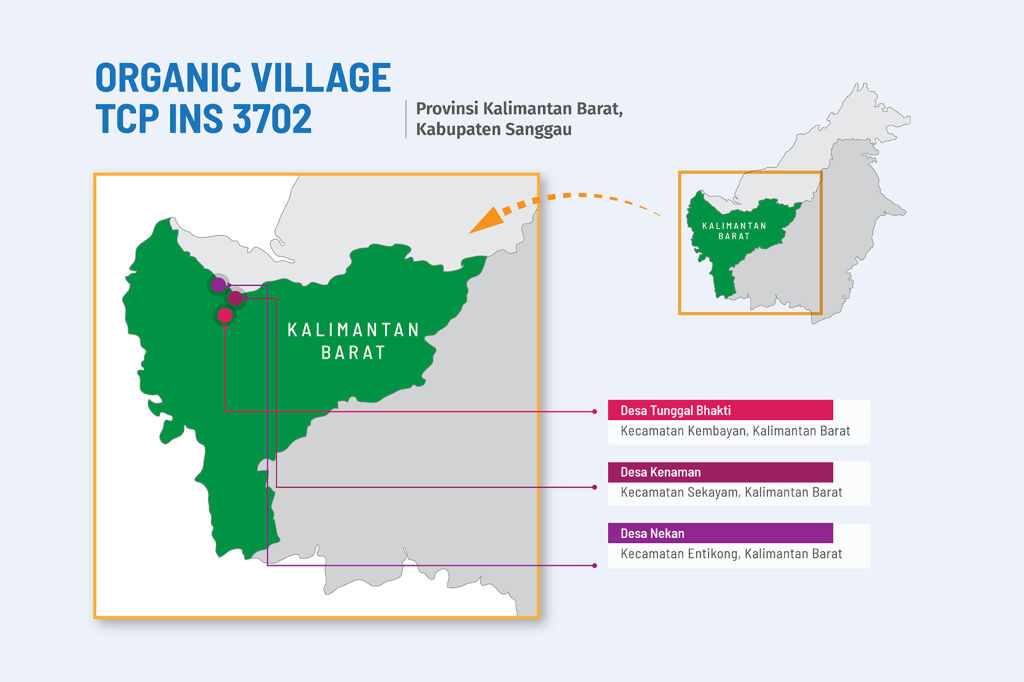 ORGANIC VILLAGE
TCP INS 3702
Provinsi Kalimantan Barat,
Kabupaten Sanggau
KALIMANTAN
BARAT
KALIMANTAN
BARAT
Desa Tunggal Bhakti
Kecamatan Kembayan, Kalimantan Barat
Desa Kenaman
Kecamatan Sekayam, Kalimantan Barat
Desa Nekan
Kecamatan Entikong, Kalimantan Barat